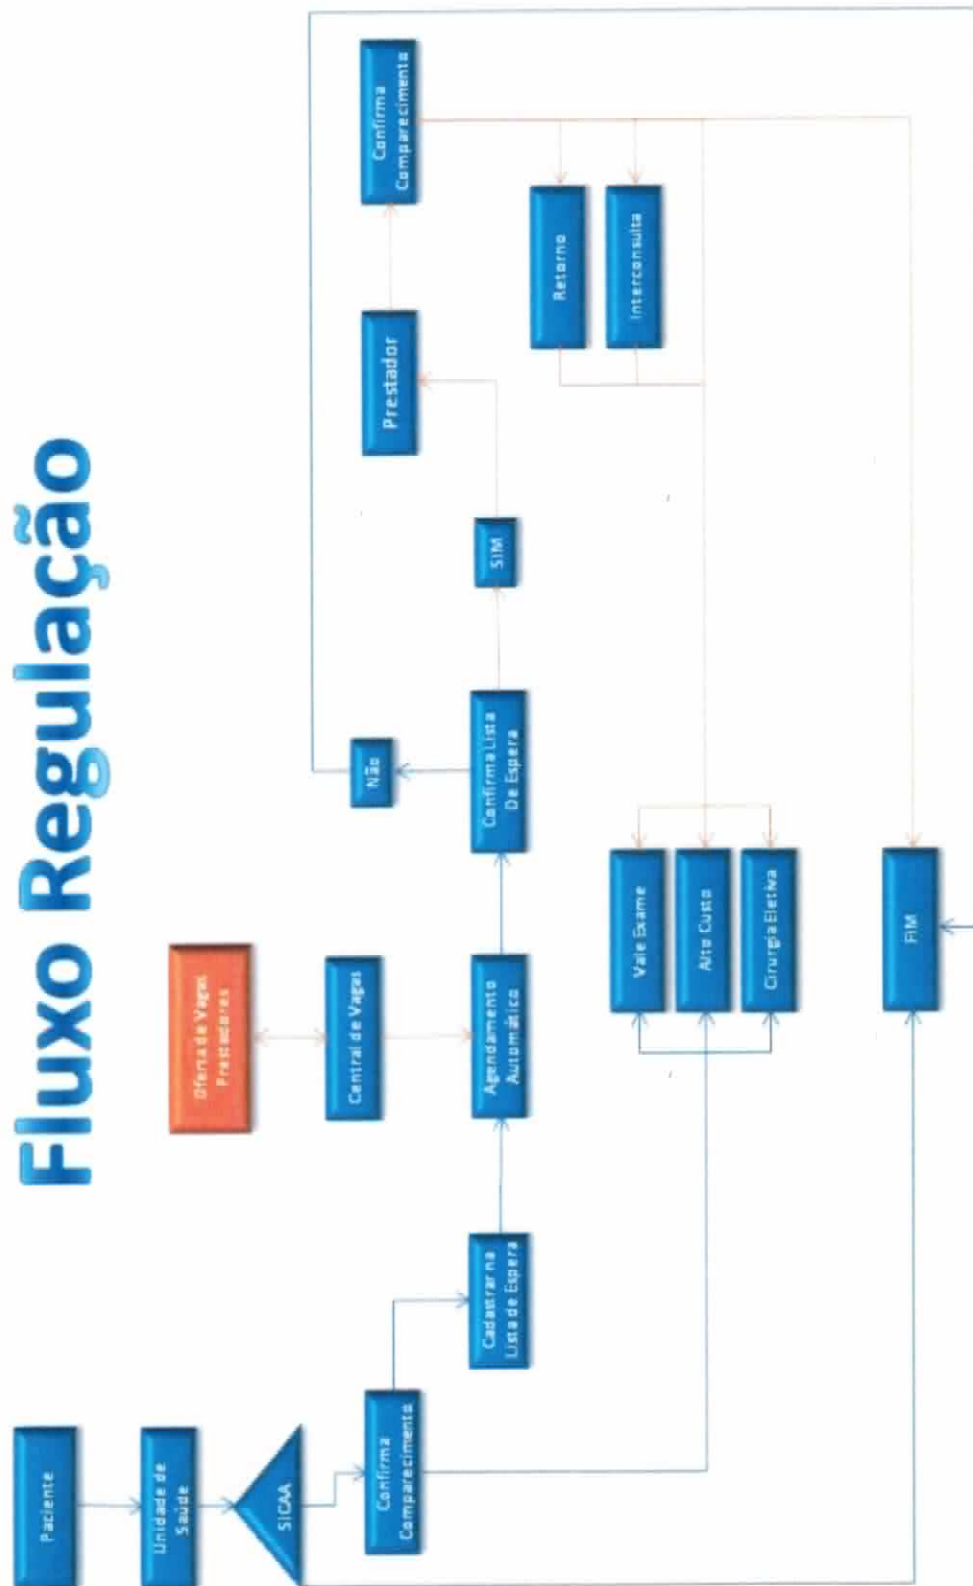 Fluxo Regulação
Paciente
Unidade de
Saúde
SICAA
Confirma
Comparecimento
Cadastrar na
Lista de Espera
Oferta de Vagas
Prestadores
Central de Vagas
Agendamento
Automático
Confirma Lista
De Espera
Não
SIM
Prestador
Confirma
Comparecimento
Retorno
Interconsulta
Vale Exame
Alto Custo
Cirurgia Eletiva
FIM